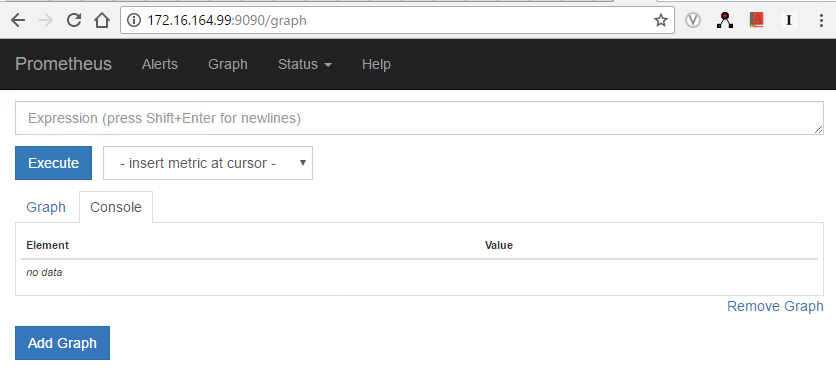 172.16.164.99:9090/graph
Prometheus Alerts Graph Status Help
Expression (press Shift+Enter for newlines)
Execute - insert metric at cursor -
Graph Console
Element Value
no data
Remove Graph
Add Graph